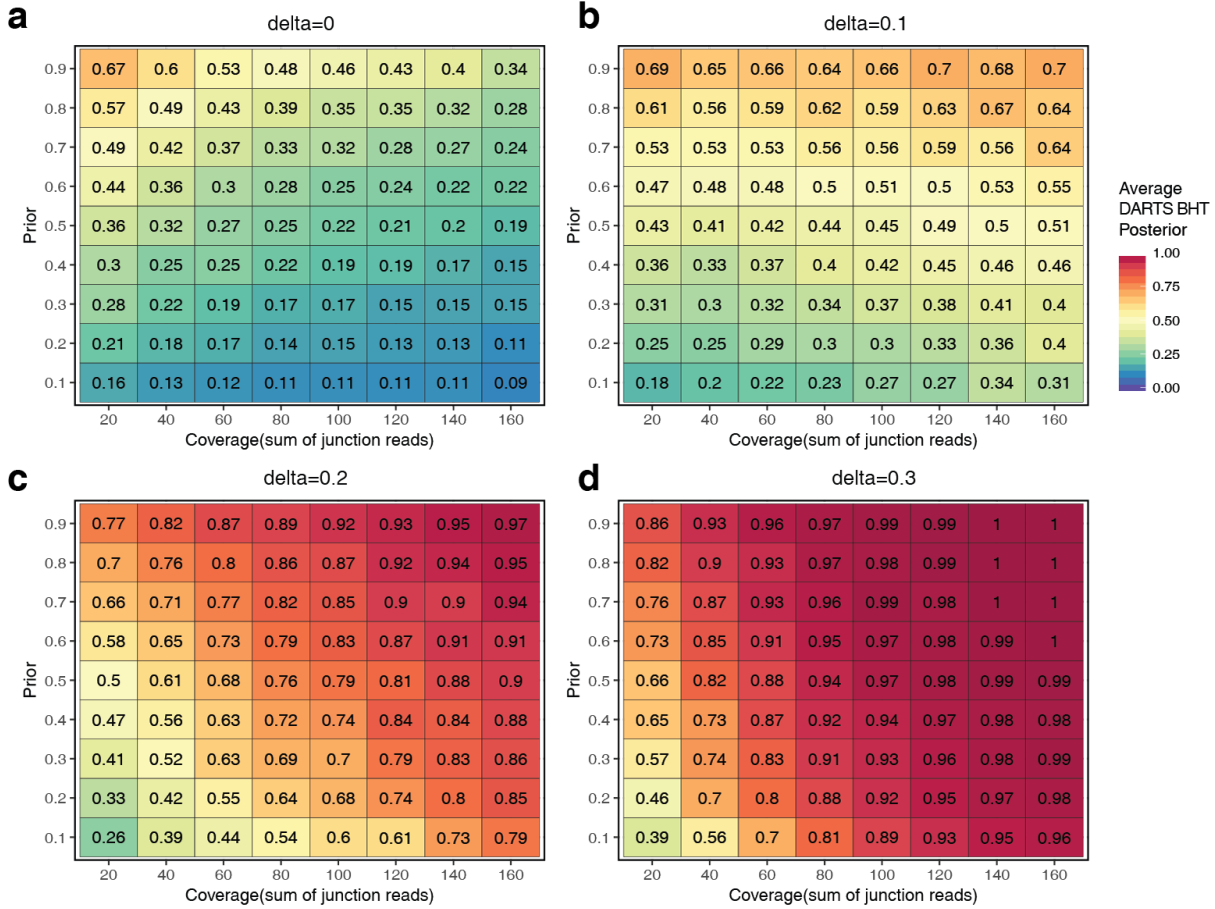 a
delta=0
0.9 0.67 0.6 0.53 0.48 0.46 0.43 0.4 0.34
0.8 0.57 0.49 0.43 0.39 0.35 0.35 0.32 0.28
0.7 0.49 0.42 0.37 0.33 0.32 0.28 0.27 0.24
0.6 0.44 0.36 0.3 0.28 0.25 0.24 0.22 0.22
0.5 0.36 0.32 0.27 0.25 0.22 0.21 0.2 0.19
0.4 0.3 0.25 0.25 0.22 0.19 0.19 0.17 0.15
0.3 0.28 0.22 0.19 0.17 0.17 0.15 0.15 0.15
0.2 0.21 0.18 0.17 0.14 0.15 0.13 0.13 0.11
0.1 0.16 0.13 0.12 0.11 0.11 0.11 0.11 0.09
Prior
20 40 60 80 100 120 140 160
Coverage(sum of junction reads)
b
delta=0.1
0.9 0.69 0.65 0.66 0.64 0.66 0.7 0.68 0.7
0.8 0.61 0.56 0.59 0.62 0.59 0.63 0.67 0.64
0.7 0.53 0.53 0.53 0.56 0.56 0.59 0.56 0.64
0.6 0.47 0.48 0.48 0.5 0.51 0.5 0.53 0.55
0.5 0.43 0.41 0.42 0.44 0.45 0.49 0.5 0.51
0.4 0.36 0.33 0.37 0.4 0.42 0.45 0.46 0.46
0.3 0.31 0.3 0.32 0.34 0.37 0.38 0.41 0.4
0.2 0.25 0.25 0.29 0.3 0.3 0.33 0.36 0.4
0.1 0.18 0.2 0.22 0.23 0.27 0.27 0.34 0.31
Prior
20 40 60 80 100 120 140 160
Coverage(sum of junction reads)
Average
DARTS BHT
Posterior
1.00
0.75
0.50
0.25
0.00
c
delta=0.2
0.9 0.77 0.82 0.87 0.89 0.92 0.93 0.95 0.97
0.8 0.7 0.76 0.8 0.86 0.87 0.92 0.94 0.95
0.7 0.66 0.71 0.77 0.82 0.85 0.9 0.9 0.94
0.6 0.58 0.65 0.73 0.79 0.83 0.87 0.91 0.91
0.5 0.5 0.61 0.68 0.76 0.79 0.81 0.88 0.9
0.4 0.47 0.56 0.63 0.72 0.74 0.84 0.84 0.88
0.3 0.41 0.52 0.63 0.69 0.7 0.79 0.83 0.86
0.2 0.33 0.42 0.55 0.64 0.68 0.74 0.8 0.85
0.1 0.26 0.39 0.44 0.54 0.6 0.61 0.73 0.79
Prior
20 40 60 80 100 120 140 160
Coverage(sum of junction reads)
d
delta=0.3
0.9 0.86 0.93 0.96 0.97 0.99 0.99 1 1
0.8 0.82 0.9 0.93 0.97 0.98 0.99 1 1
0.7 0.76 0.87 0.93 0.96 0.99 0.98 1 1
0.6 0.73 0.85 0.91 0.95 0.97 0.98 0.99 1
0.5 0.66 0.82 0.88 0.94 0.97 0.98 0.99 0.99
0.4 0.65 0.73 0.87 0.92 0.94 0.97 0.98 0.98
0.3 0.57 0.74 0.83 0.91 0.93 0.96 0.98 0.99
0.2 0.46 0.7 0.8 0.88 0.92 0.95 0.97 0.98
0.1 0.39 0.56 0.7 0.81 0.89 0.93 0.95 0.96
Prior
20 40 60 80 100 120 140 160
Coverage(sum of junction reads)